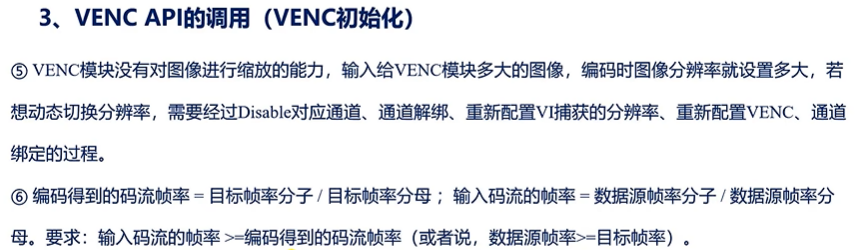 3、VENC API的调用（VENC初始化）
⑤ VENC模块没有对图像进行缩放的能力，输入给VENC模块多大的图像，编码时图像分辨率就设置多大，若
想动态切换分辨率，需要经过Disable对应通道、通道解绑、重新配置VI捕获的分辨率、重新配置VENC、通道
绑定的过程。
⑥ 编码得到的码流帧率 = 目标帧率分子 / 目标帧率分母 ；输入码流的帧率 = 数据源帧率分子 / 数据源帧率分
母。要求：输入码流的帧率 >=编码得到的码流帧率（或者说，数据源帧率>=目标帧率）。